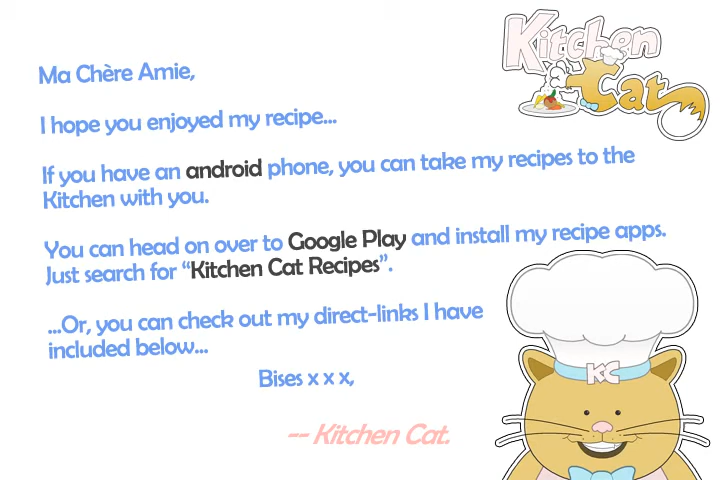 Kitchen
Cat
Ma Chère Amie,
I hope you enjoyed my recipe...
If you have an android phone, you can take my recipes to the
Kitchen with you.
You can head on over to Google Play and install my recipe apps.
Just search for “Kitchen Cat Recipes”.
...Or, you can check out my direct-links I have
included below...
Bises x x x,
-- Kitchen Cat.
KC